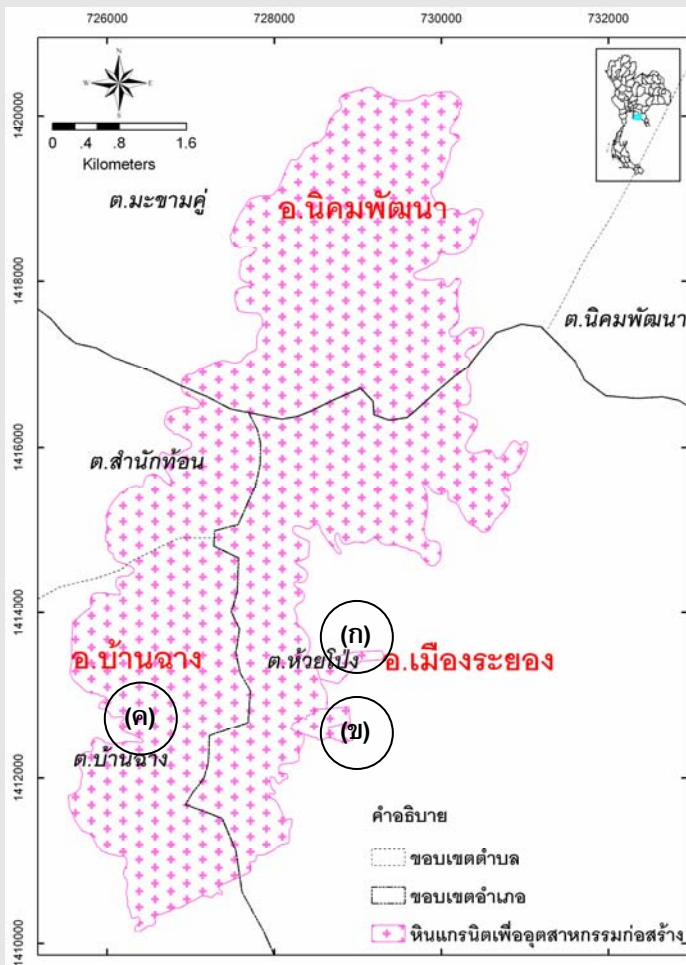 726000 728000 730000 732000
1420000
1418000
1416000
1414000
1412000
1410000
N
W E
S
0 .4 .8 1.6
Kilometers
ต.มะขามคู่
อ.นิคมพัฒนา
ต.นิคมพัฒนา
ต.สำนักท้อน
(ก)
ต.ห้วยโป่ง
อ.เมืองระยอง
อ.บ้านฉาง
(ค)
(ข)
ต.บ้านฉาง
คำอธิบาย
ขอบเขตตำบล
ขอบเขตอำเภอ
หินแกรนิตเพื่ออุตสาหกรรมก่อสร้าง